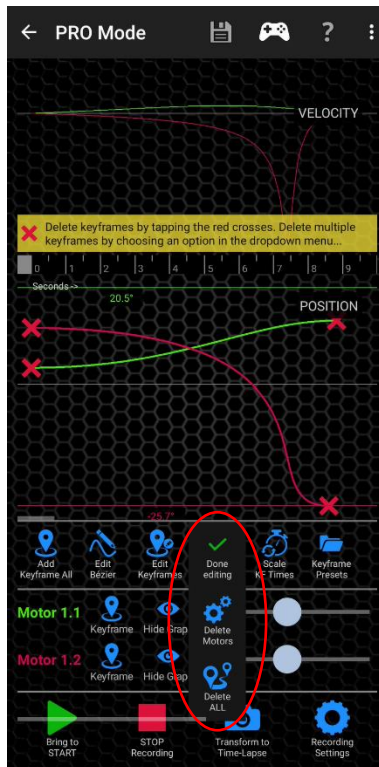 PRO Mode
?
VELOCITY
Delete keyframes by tapping the red crosses. Delete multiple
keyframes by choosing an option in the dropdown menu...
0 1 2 3 4 5 6 7 8 9
Seconds->
20.5°
POSITION
-25.7°
Add
Keyframe All
Edit
Bézier
Edit
Keyframes
Done
editing
Scale
KF Times
Keyframe
Presets
Motor 1.1
Keyframe
Hide Grap
Delete
Motors
Motor 1.2
Keyframe
Hide Grap
Delete
ALL
Bring to
START
STOP
Recording
Transform to
Time-Lapse
Recording
Settings